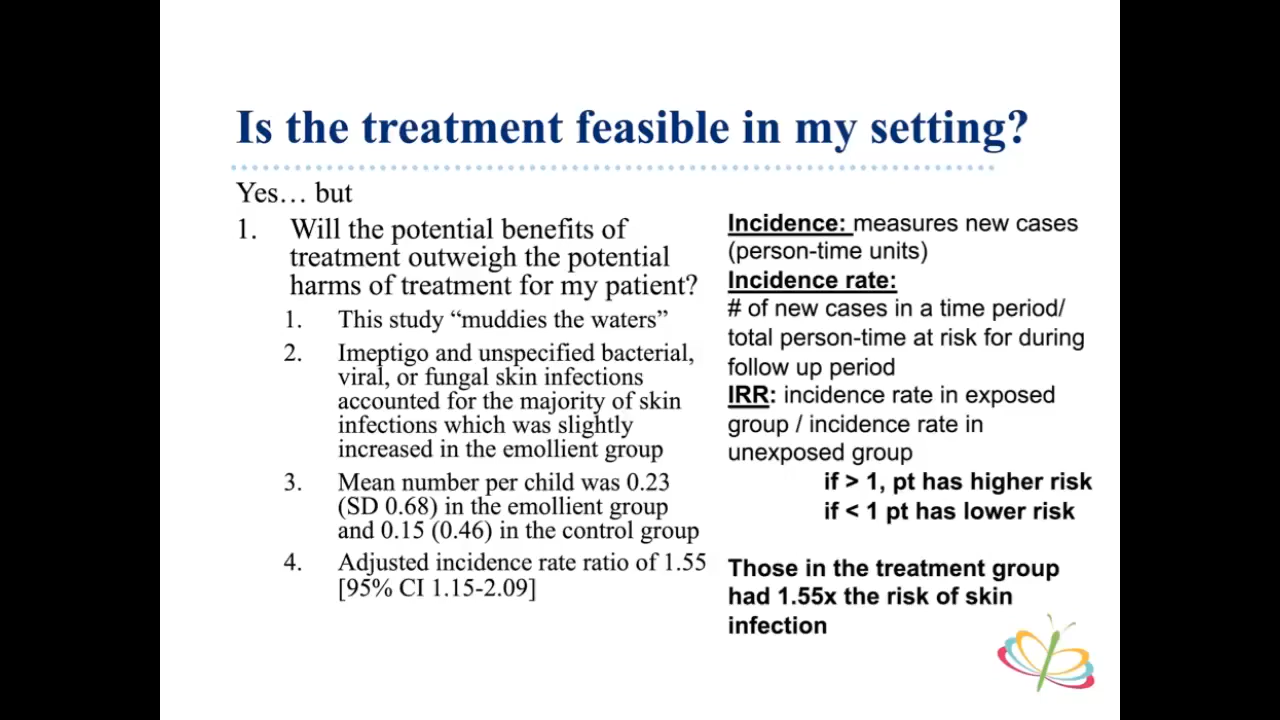 Is the treatment feasible in my setting?
Yes… but
1. Will the potential benefits of
treatment outweigh the potential
harms of treatment for my patient?
1. This study “muddies the waters”
2. Imeptigo and unspecified bacterial,
viral, or fungal skin infections
accounted for the majority of skin
infections which was slightly
increased in the emollient group
3. Mean number per child was 0.23
(SD 0.68) in the emollient group
and 0.15 (0.46) in the control group
4. Adjusted incidence rate ratio of 1.55
[95% CI 1.15-2.09]
Incidence: measures new cases
(person-time units)
Incidence rate:
# of new cases in a time period/
total person-time at risk for during
follow up period
IRR: incidence rate in exposed
group / incidence rate in
unexposed group
if > 1, pt has higher risk
if < 1 pt has lower risk
Those in the treatment group
had 1.55x the risk of skin
infection